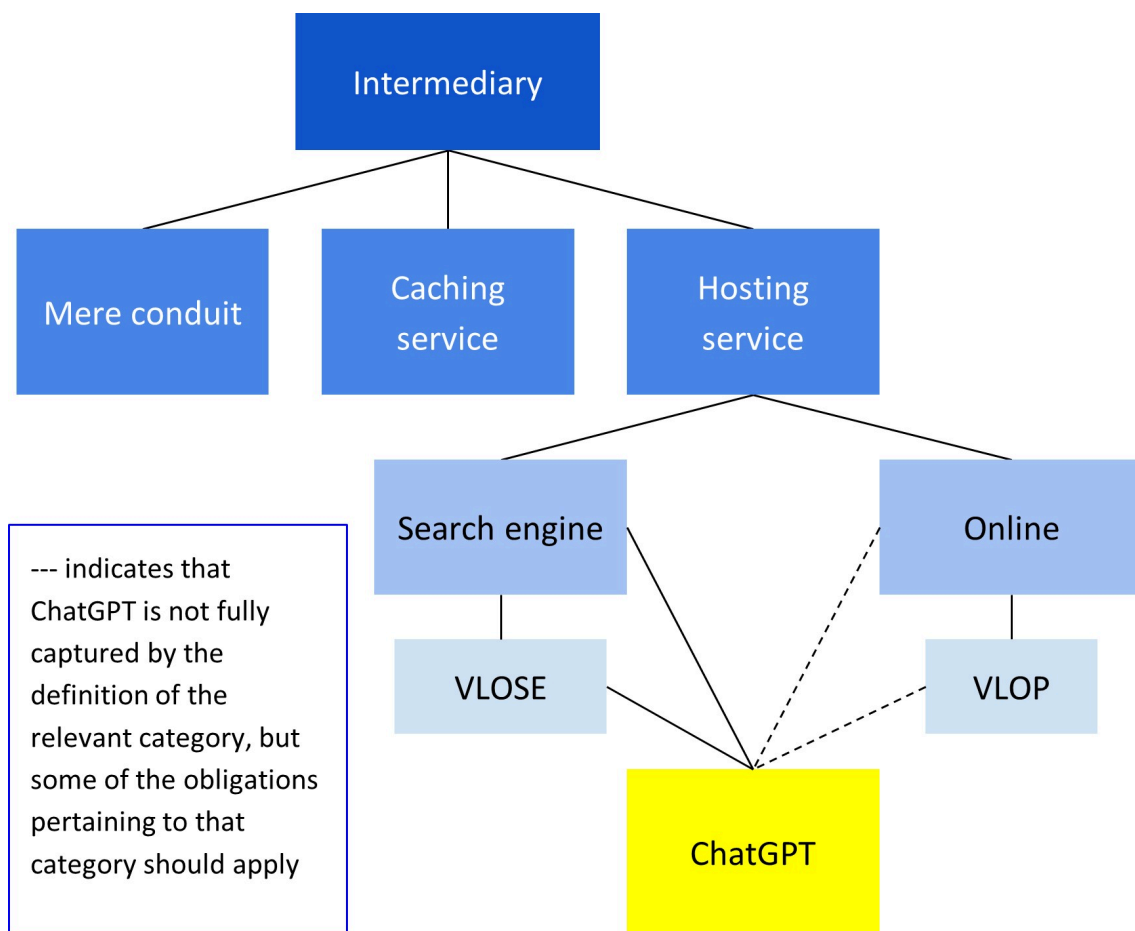 Intermediary
Mere conduit
Caching
service
Hosting
service
Search engine
Online
--- indicates that
ChatGPT is not fully
captured by the
definition of the
relevant category, but
some of the obligations
pertaining to that
category should apply
VLOSE
VLOP
ChatGPT